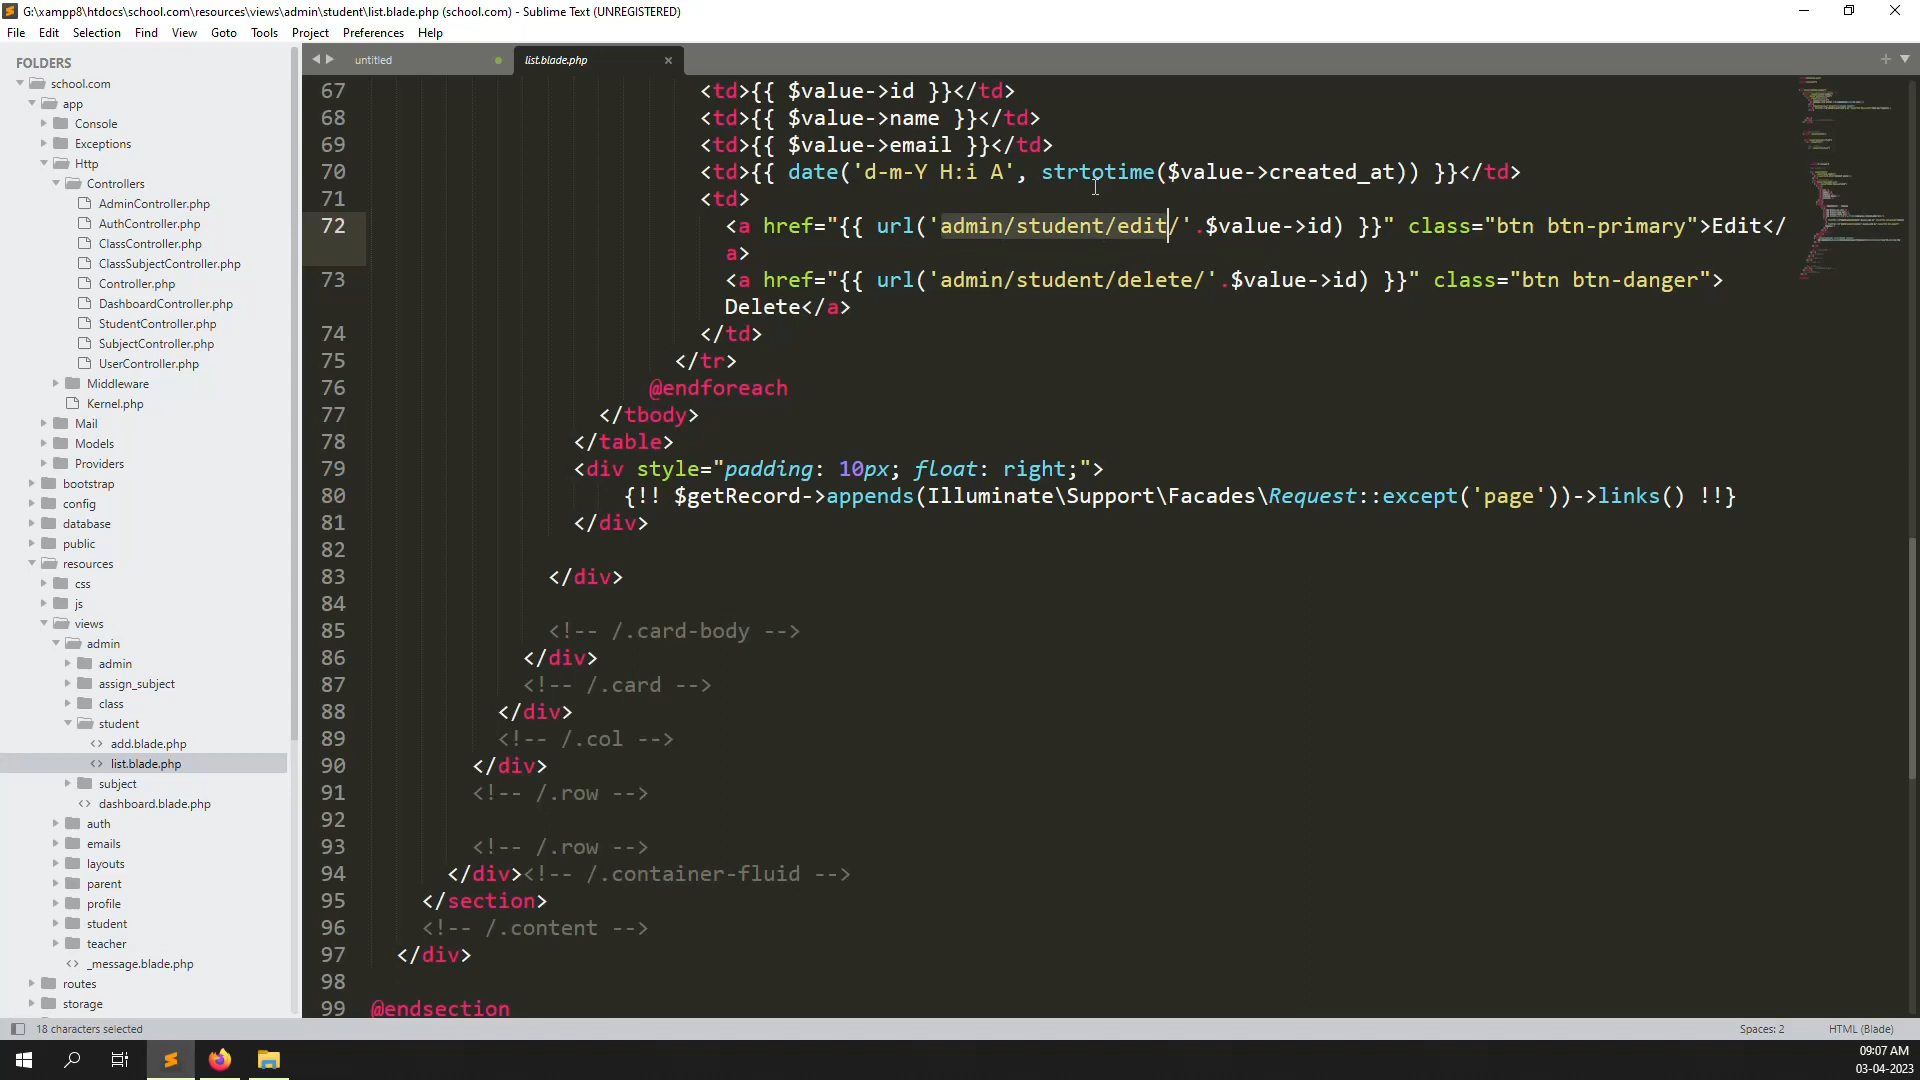 G:\xampp8\htdocs\school.com\resources\views\admin\student\list.blade.php (school.com) - Sublime Text (UNREGISTERED)
File Edit Selection Find View Goto Tools Project Preferences Help
FOLDERS
school.com
app
Console
Exceptions
Http
Controllers
AdminController.php
AuthController.php
ClassController.php
ClassSubjectController.php
Controller.php
DashboardController.php
StudentController.php
SubjectController.php
UserController.php
Middleware
Kernel.php
Mail
Models
Providers
bootstrap
config
database
public
resources
css
js
views
admin
admin
assign_subject
class
student
add.blade.php
list.blade.php
subject
dashboard.blade.php
auth
emails
layouts
parent
profile
student
teacher
_message.blade.php
routes
storage
untitled
list.blade.php
67 <td>{{ $value->id }}</td>
68 <td>{{ $value->name }}</td>
69 <td>{{ $value->email }}</td>
70 <td>{{ date('d-m-Y H:i A', strtotime($value->created_at)) }}</td>
71 <td>
72 <a href="{{ url('admin/student/edit/'.$value->id) }}" class="btn btn-primary">Edit</
a>
73 <a href="{{ url('admin/student/delete/'.$value->id) }}" class="btn btn-danger">
Delete</a>
74 </td>
75 </tr>
76 @endforeach
77 </tbody>
78 </table>
79 <div style="padding: 10px; float: right;">
80 {!! $getRecord->appends(Illuminate\Support\Facades\Request::except('page'))->links() !!}
81 </div>
82
83 </div>
84
85 <!-- /.card-body -->
86 </div>
87 <!-- /.card -->
88 </div>
89 <!-- /.col -->
90 </div>
91 <!-- /.row -->
92
93 <!-- /.row -->
94 </div><!-- /.container-fluid -->
95 </section>
96 <!-- /.content -->
97 </div>
98
99 @endsection
18 characters selected
Spaces: 2
HTML (Blade)
09:07 AM
03-04-2023